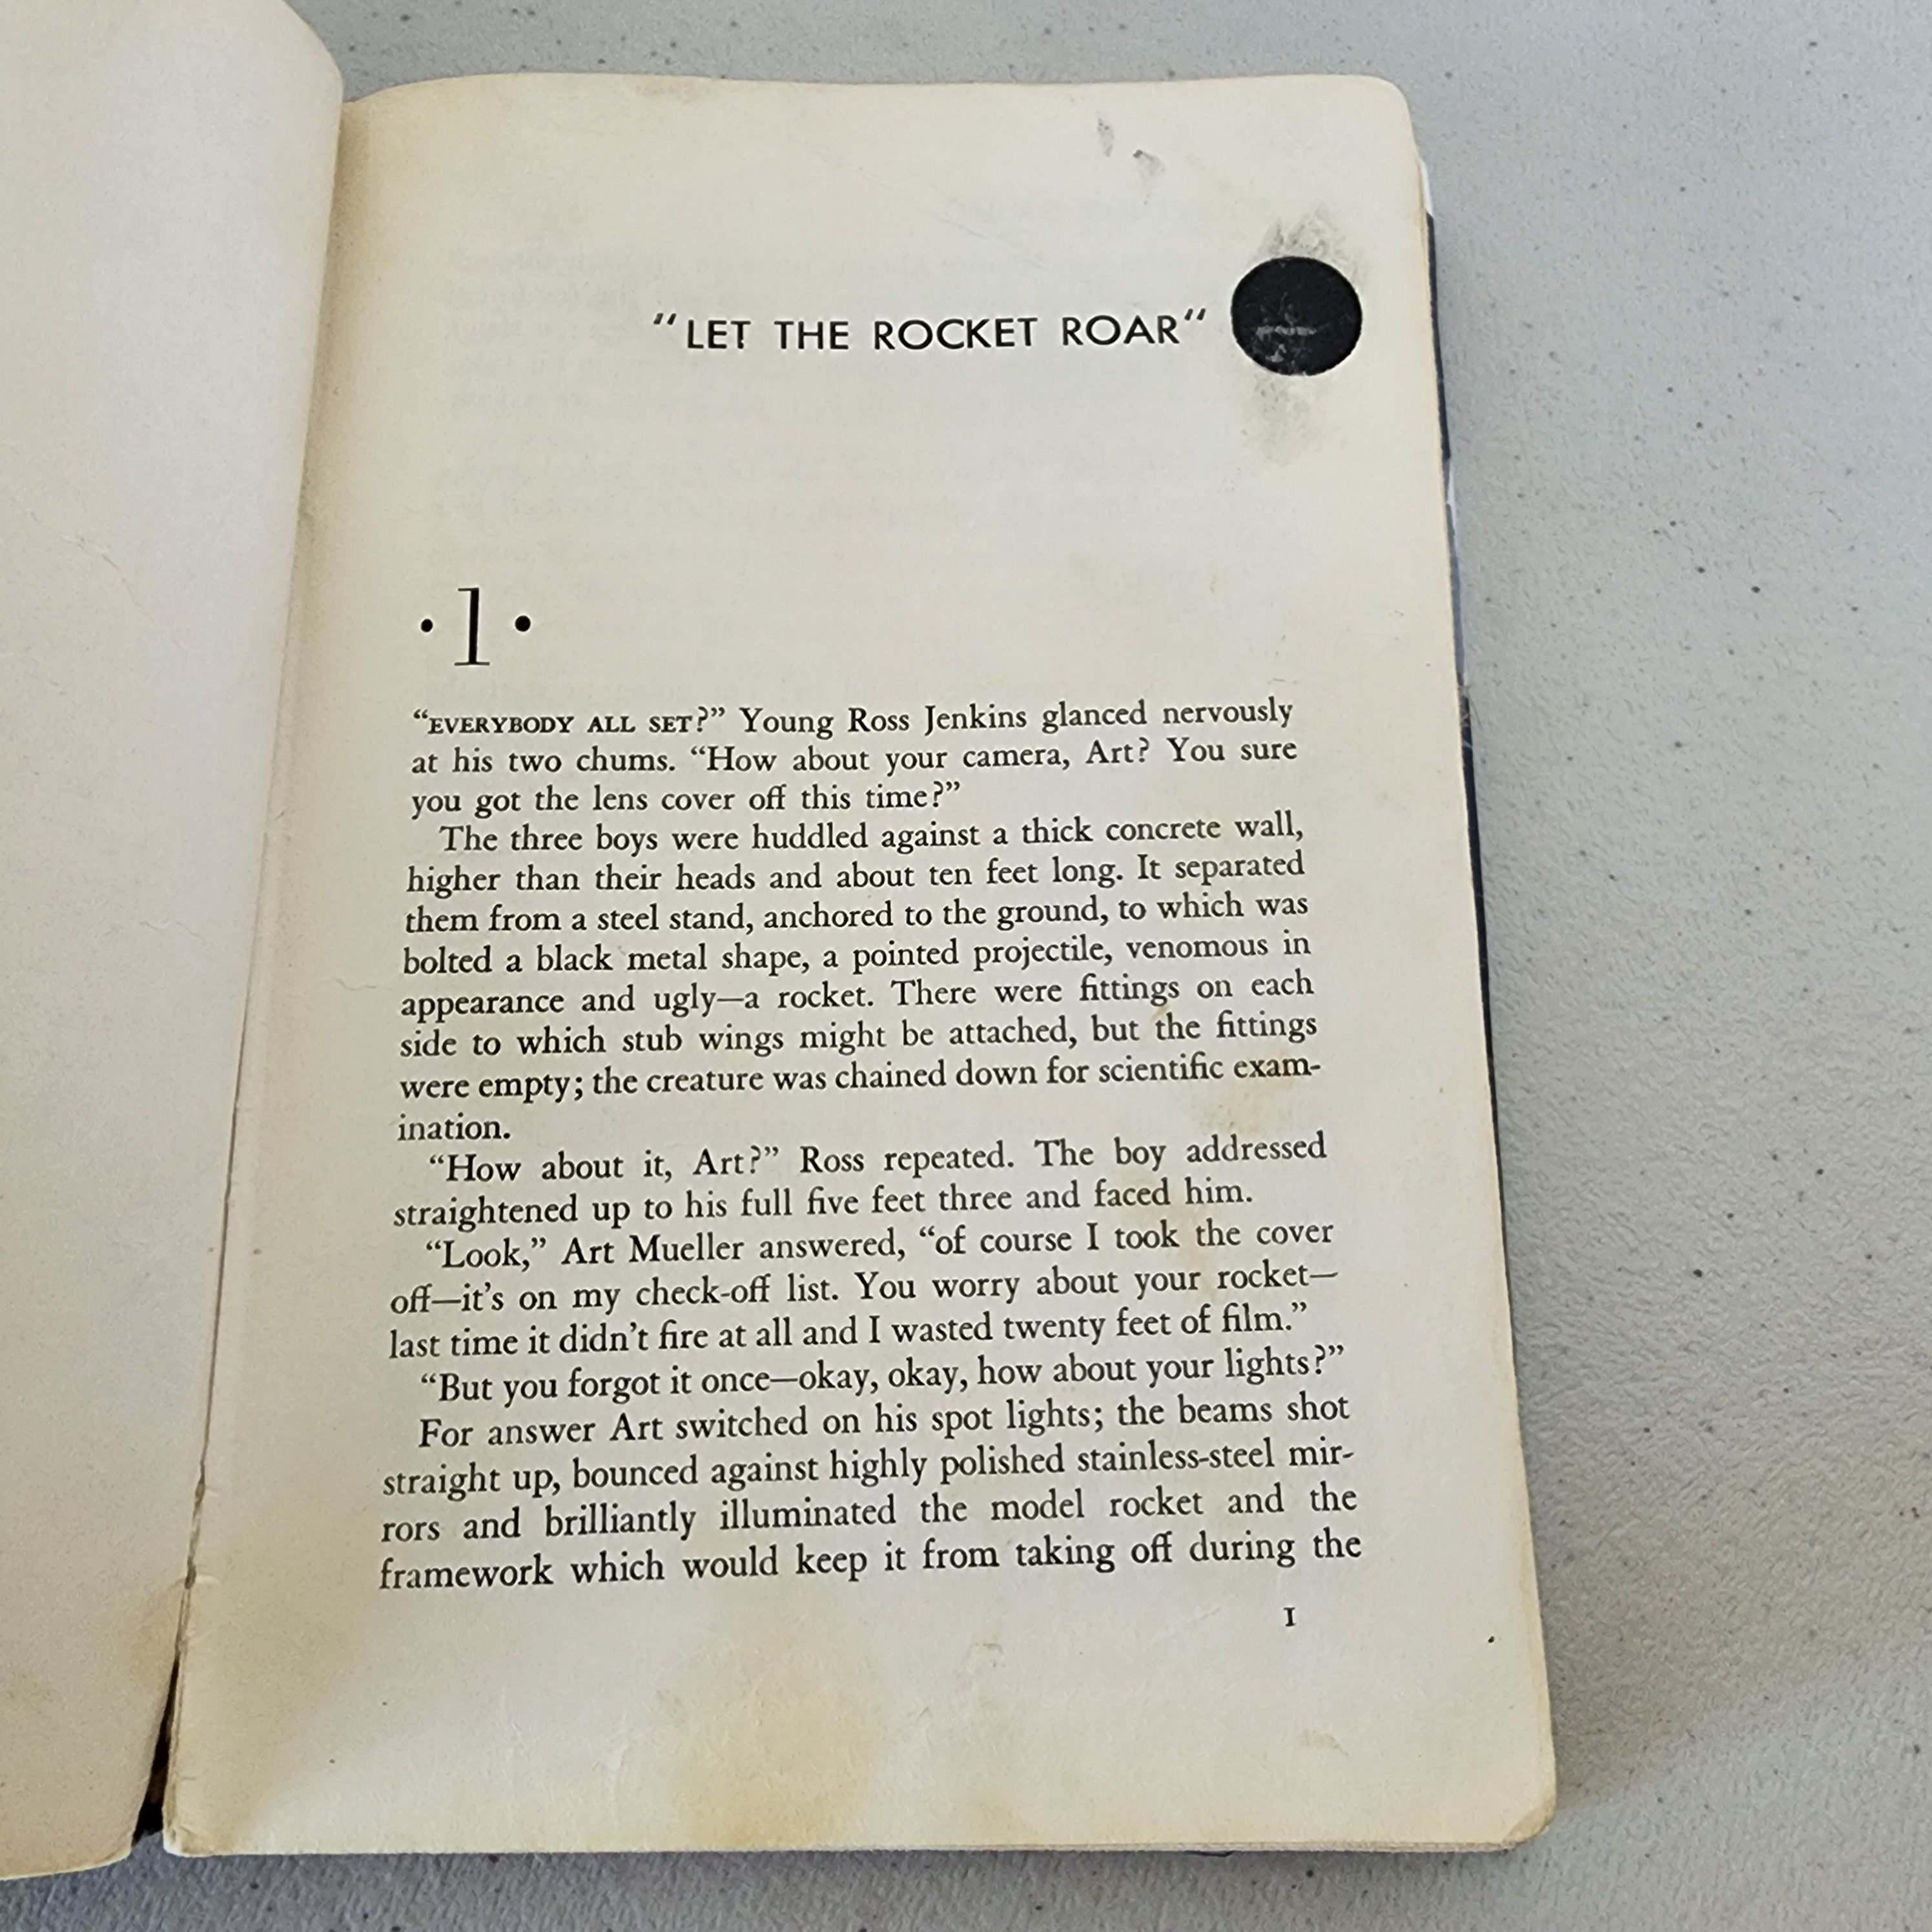 "LET THE ROCKET ROAR"
·1·
“EVERYBODY ALL SET?” Young Ross Jenkins glanced nervously
at his two chums. “How about your camera, Art? You sure
you got the lens cover off this time?”
The three boys were huddled against a thick concrete wall,
higher than their heads and about ten feet long. It separated
them from a steel stand, anchored to the ground, to which was
bolted a black metal shape, a pointed projectile, venomous in
appearance and ugly—a rocket. There were fittings on each
side to which stub wings might be attached, but the fittings
were empty; the creature was chained down for scientific exam-
ination.
“How about it, Art?” Ross repeated. The boy addressed
straightened up to his full five feet three and faced him.
“Look,” Art Mueller answered, “of course I took the cover
off—it’s on my check-off list. You worry about your rocket—
last time it didn’t fire at all and I wasted twenty feet of film.”
“But you forgot it once—okay, okay, how about your lights?”
For answer Art switched on his spot lights; the beams shot
straight up, bounced against highly polished stainless-steel mir-
rors and brilliantly illuminated the model rocket and the
framework which would keep it from taking off during the
1